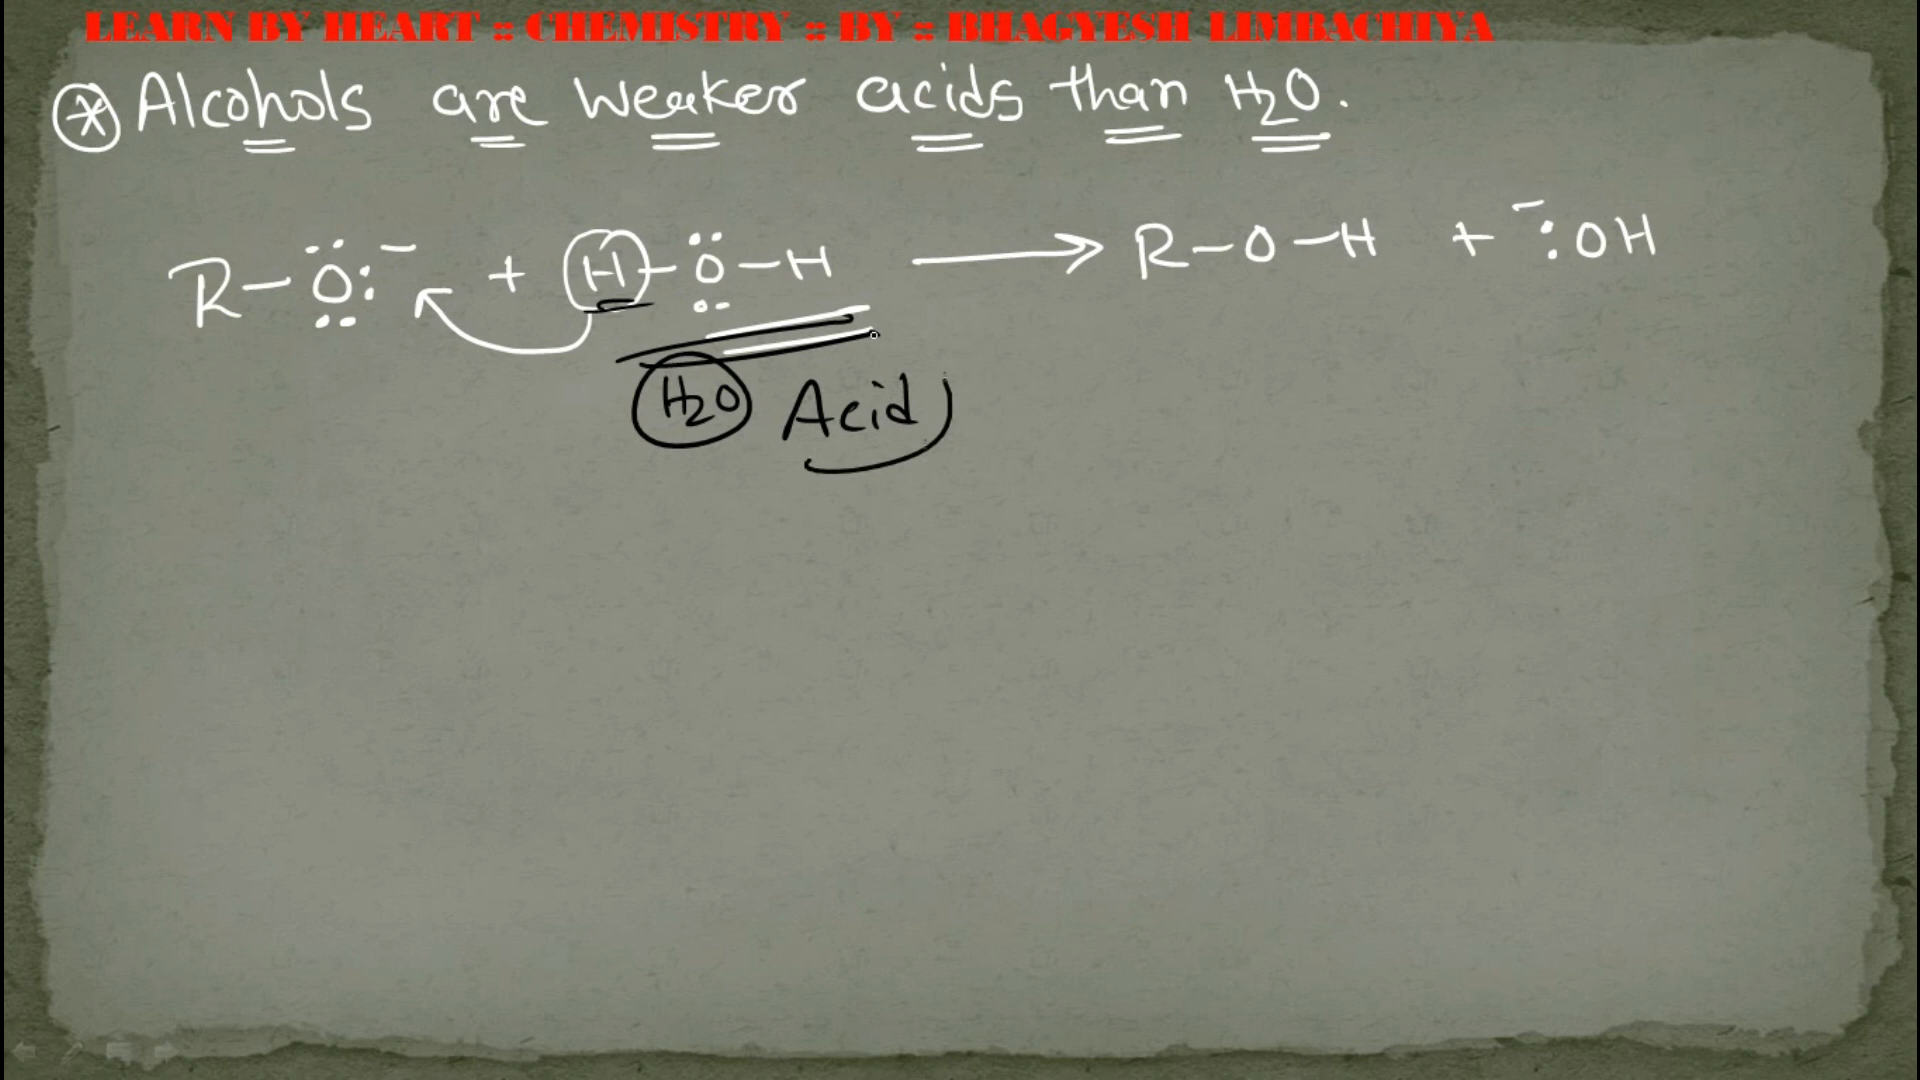 LEARN BY HEART :: CHEMISTRY :: BY :: BHAGYESH LIMBACHIYA
* Alcohols are weaker acids than H2O.
R-Ö:⁻ + H-Ö-H ⟶ R-O-H + ⁻:OH
H2O Acid